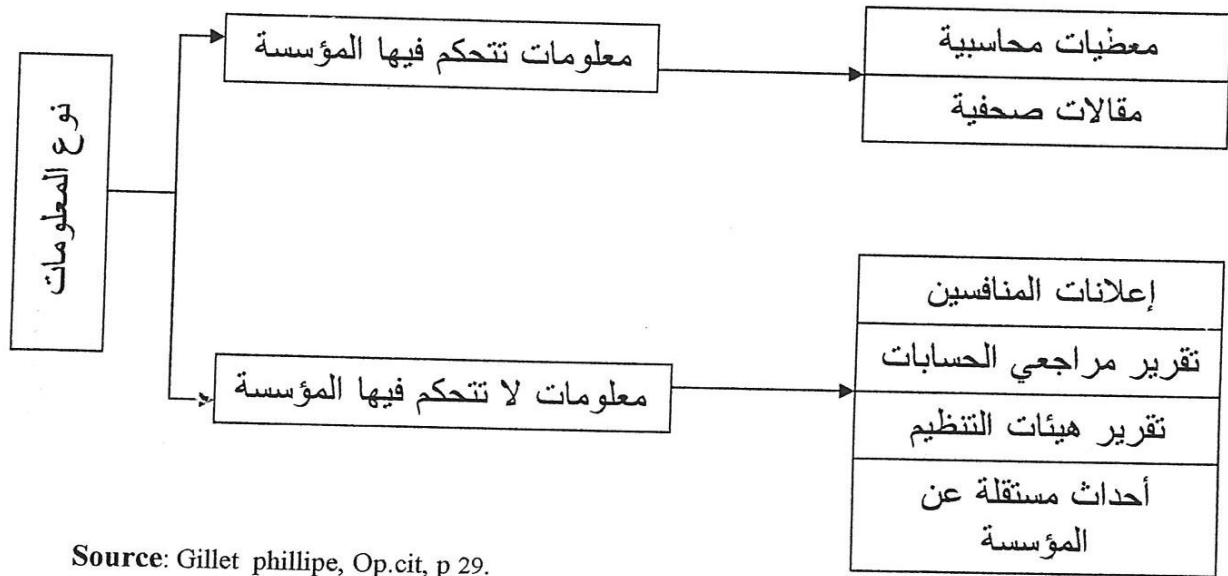 نوع المعلومات
معلومات تتحكم فيها المؤسسة
معطيات محاسبية
مقالات صحفية
معلومات لا تتحكم فيها المؤسسة
إعلانات المنافسين
تقرير مراجعي الحسابات
تقرير هيئات التنظيم
أحداث مستقلة عن
المؤسسة
Source: Gillet phillipe, Op.cit, p 29.